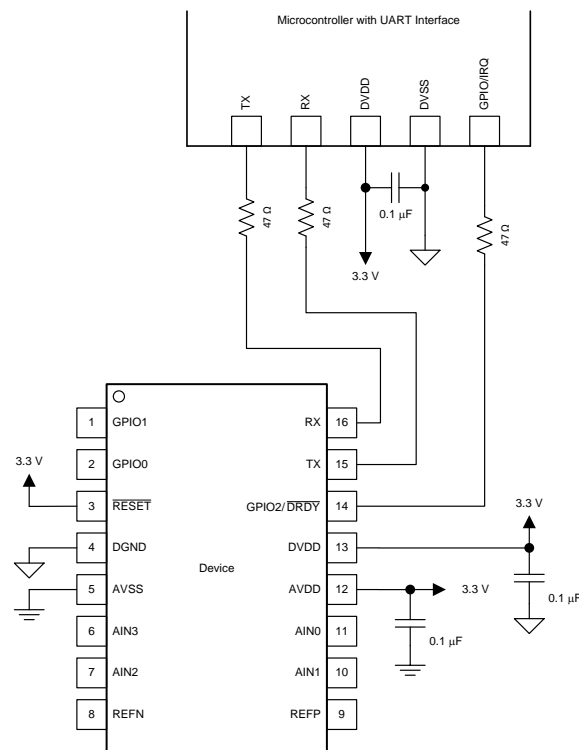 Microcontroller with UART Interface
TX
RX
DVDD
DVSS
GPIO/IRQ
47 Ω
47 Ω
0.1 µF
47 Ω
3.3 V
1 GPIO1 RX 16
3.3 V
2 GPIO0 TX 15
3 RESET GPIO2/DRDY 14
3.3 V
4 DGND DVDD 13
Device
5 AVSS AVDD 12
3.3 V
0.1 µF
6 AIN3 AIN0 11
0.1 µF
7 AIN2 AIN1 10
8 REFN REFP 9